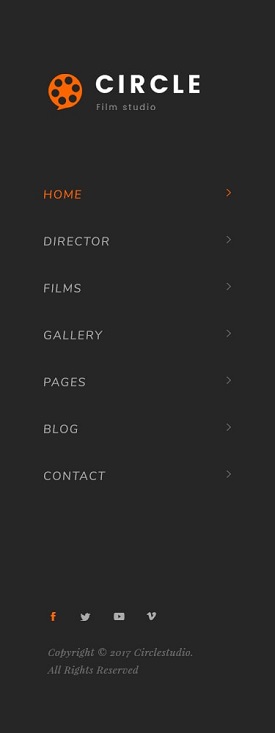 CIRCLE
Film studio
HOME
DIRECTOR
FILMS
GALLERY
PAGES
BLOG
CONTACT
Copyright © 2017 Circlestudio.
All Rights Reserved